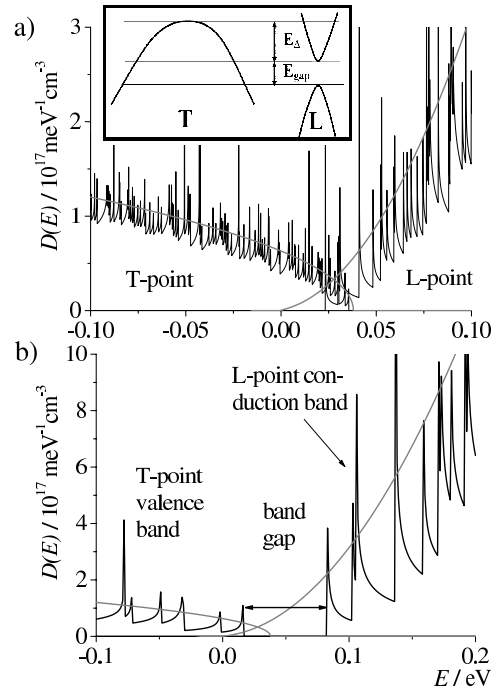 a)
E_Δ
E_gap
T
L
D(E) / 10^17 meV^-1 cm^-3
3
2
1
0
T-point
L-point
-0.10
-0.05
0.00
0.05
0.10
b)
D(E) / 10^17 meV^-1 cm^-3
10
8
6
4
2
0
L-point con-
duction band
T-point
valence
band
band
gap
-0.1
0.0
0.1
0.2
E / eV